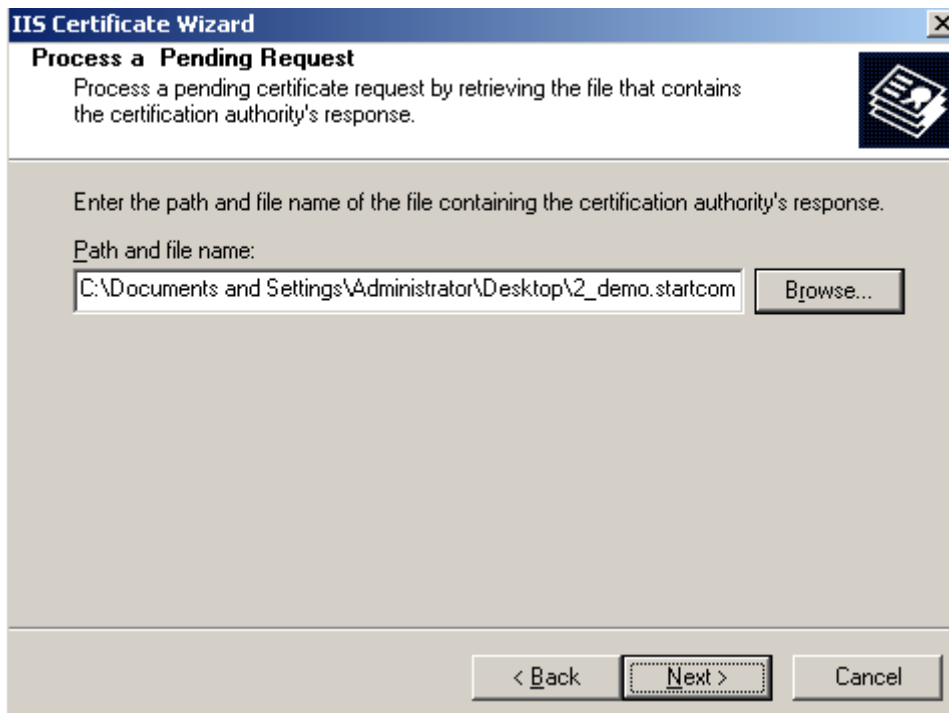 IIS Certificate Wizard
Process a Pending Request
Process a pending certificate request by retrieving the file that contains
the certification authority's response.
Enter the path and file name of the file containing the certification authority's response.
Path and file name:
C:\Documents and Settings\Administrator\Desktop\2_demo.startcom
Browse...
< Back
Next >
Cancel